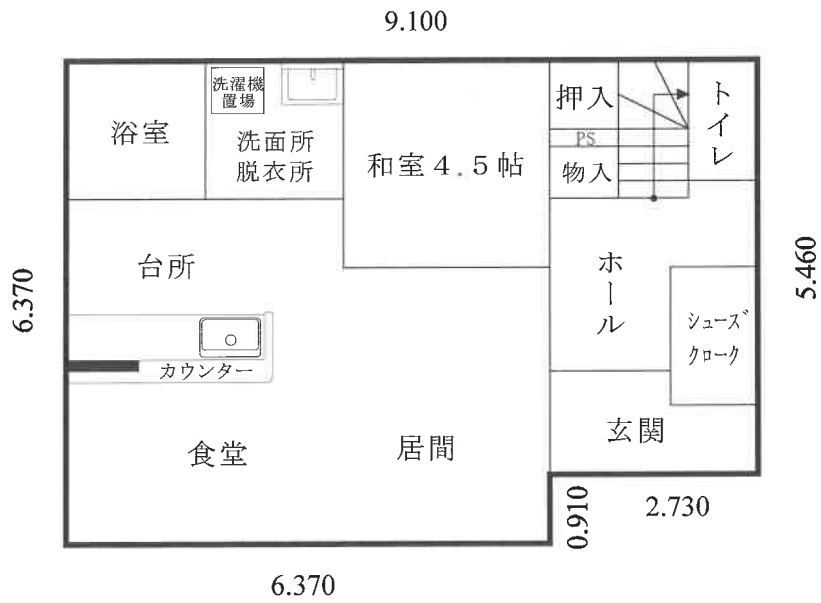 9.100
洗濯機
置場
浴室
洗面所
脱衣所
和室4.5帖
押入
PS
物入
トイレ
台所
ホール
シューズ
クローク
6.370
5.460
カウンター
食堂
居間
玄関
0.910
2.730
6.370